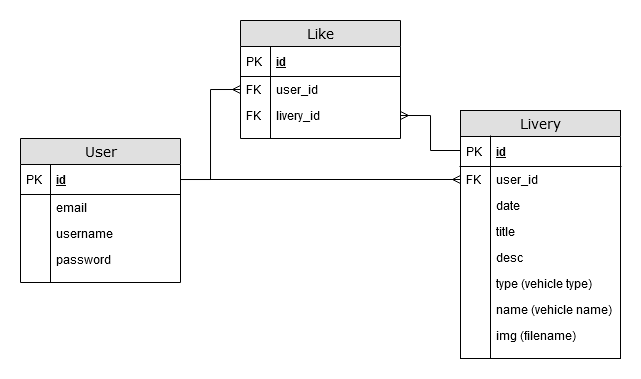 Like
PK id
FK user_id
FK livery_id
User
PK id
email
username
password
Livery
PK id
FK user_id
date
title
desc
type (vehicle type)
name (vehicle name)
img (filename)